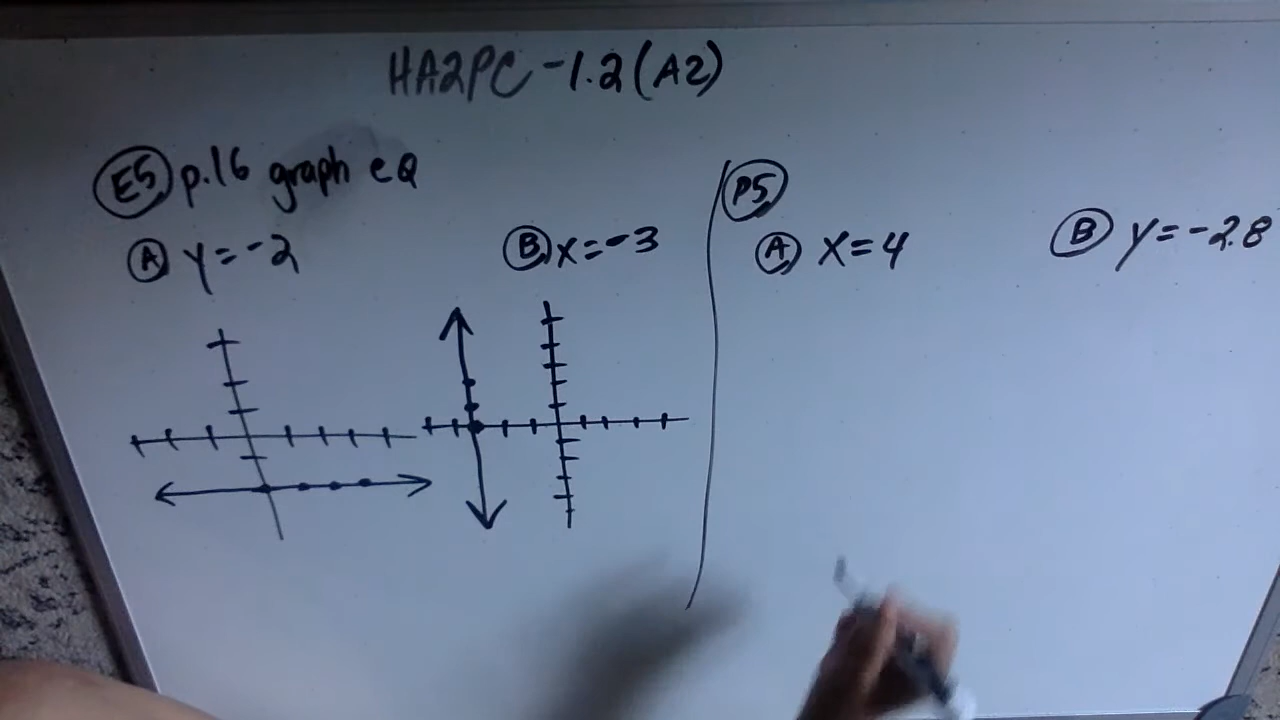 HA2PC-1.2(A2)
E5 p.16 graph eQ
A y=-2
B x=-3
P5
A x=4
B y=-2.8